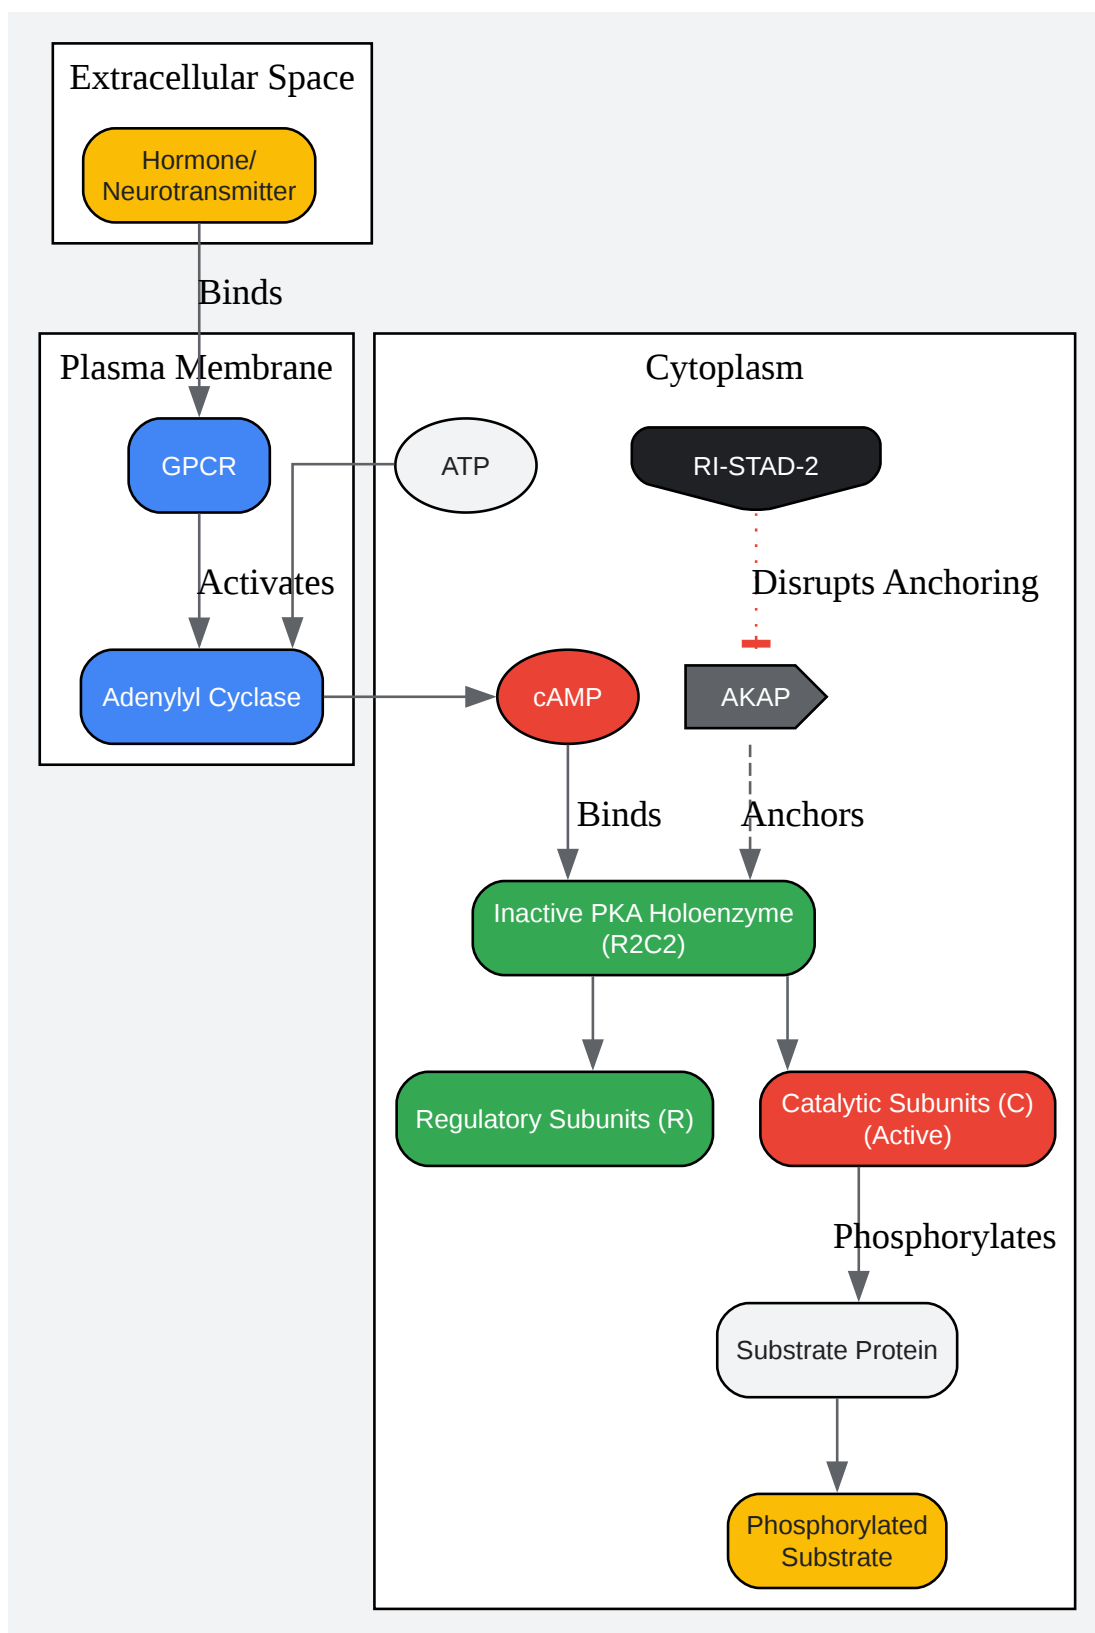 Extracellular Space
Hormone/
Neurotransmitter
Binds
Plasma Membrane
Cytoplasm
GPCR
ATP
RI-STAD-2
Activates
Disrupts Anchoring
Adenylyl Cyclase
cAMP
AKAP
Binds
Anchors
Inactive PKA Holoenzyme
(R2C2)
Regulatory Subunits (R)
Catalytic Subunits (C)
(Active)
Phosphorylates
Substrate Protein
Phosphorylated
Substrate